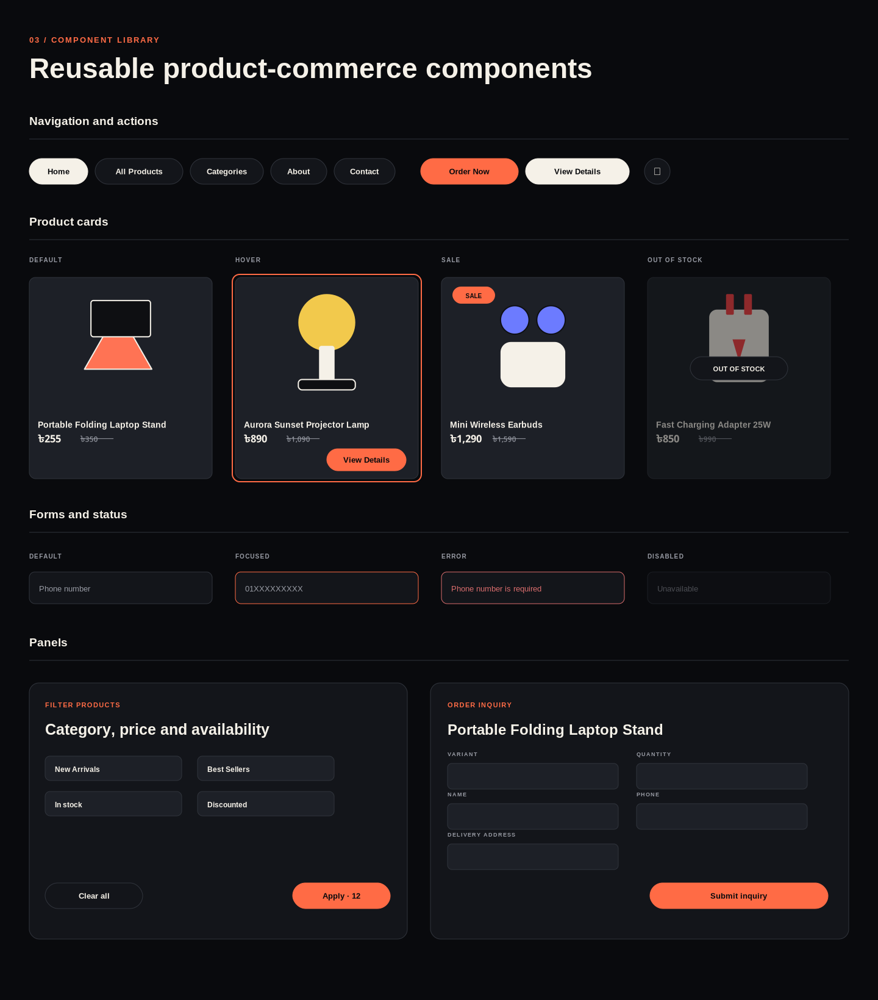 03 / COMPONENT LIBRARY
Reusable product-commerce components
Navigation and actions
Home All Products Categories About Contact Order Now View Details
Product cards
DEFAULT HOVER SALE OUT OF STOCK
SALE
OUT OF STOCK
Portable Folding Laptop Stand Aurora Sunset Projector Lamp Mini Wireless Earbuds Fast Charging Adapter 25W
৳255 ৳350 ৳890 ৳1,090 ৳1,290 ৳1,590 ৳850 ৳990
View Details
Forms and status
DEFAULT FOCUSED ERROR DISABLED
Phone number 01XXXXXXXXX Phone number is required Unavailable
Panels
FILTER PRODUCTS
Category, price and availability
New Arrivals Best Sellers
In stock Discounted
Clear all Apply · 12
ORDER INQUIRY
Portable Folding Laptop Stand
VARIANT QUANTITY
NAME PHONE
DELIVERY ADDRESS
Submit inquiry